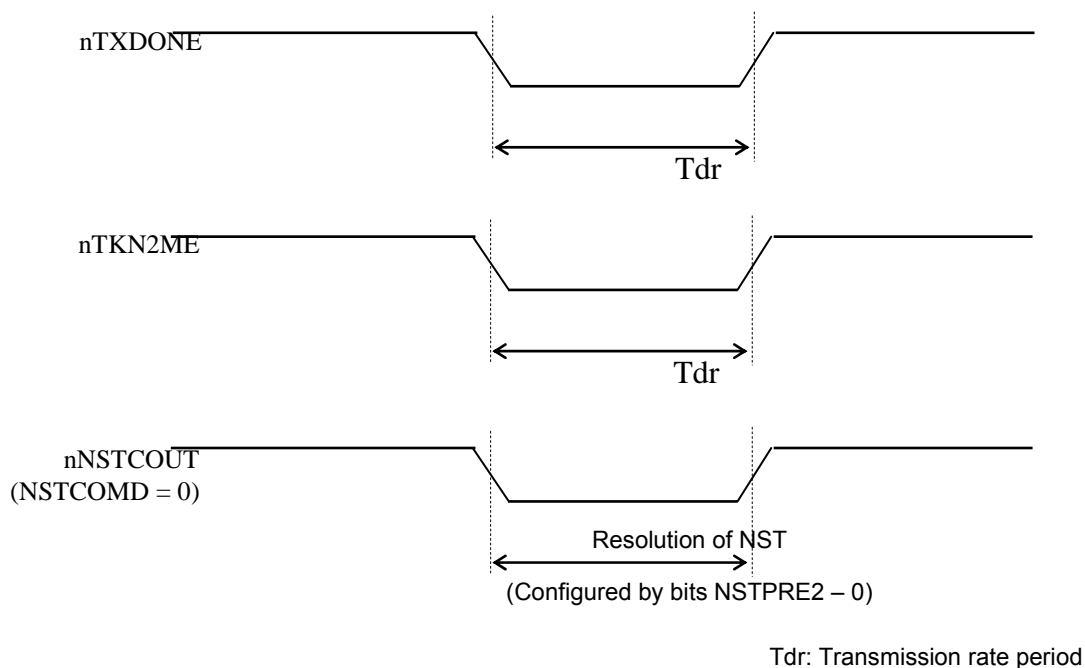 nTXDONE
Tdr
nTKN2ME
Tdr
nNSTCOUT
(NSTCOMD = 0)
Resolution of NST
(Configured by bits NSTPRE2 – 0)
Tdr: Transmission rate period